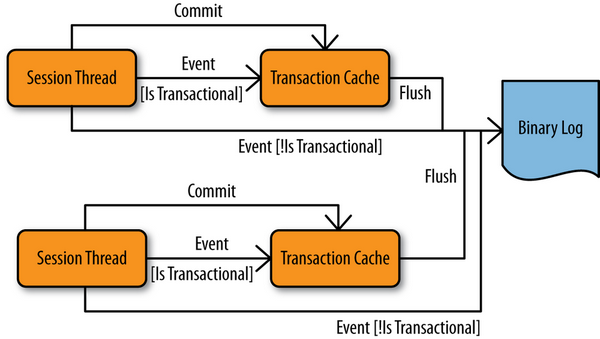 Commit
Session Thread
Event
[Is Transactional]
Transaction Cache
Flush
Binary Log
Event [!Is Transactional]
Flush
Commit
Session Thread
Event
[Is Transactional]
Transaction Cache
Event [!Is Transactional]